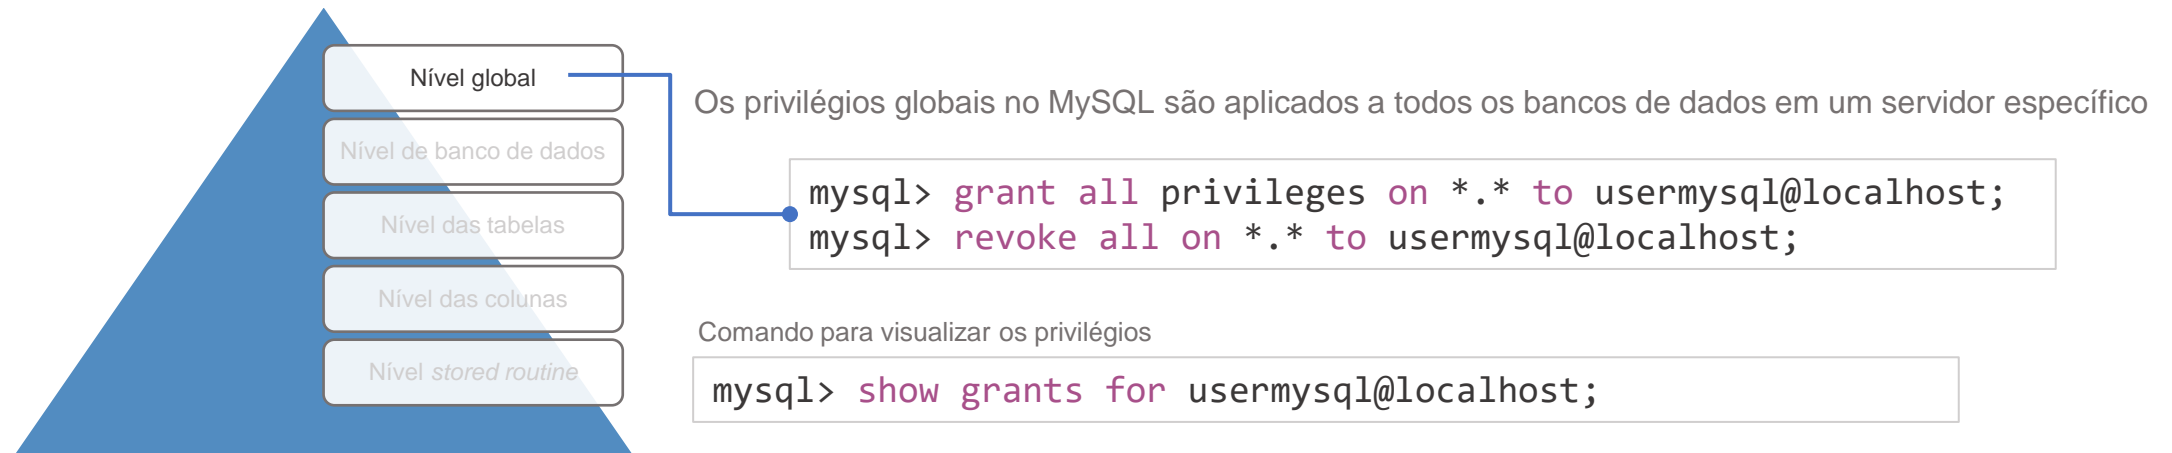 Nível global
Nível de banco de dados
Nível das tabelas
Nível das colunas
Nível stored routine
Os privilégios globais no MySQL são aplicados a todos os bancos de dados em um servidor específico
mysql> grant all privileges on *.* to usermysql@localhost;
mysql> revoke all on *.* to usermysql@localhost;
Comando para visualizar os privilégios
mysql> show grants for usermysql@localhost;